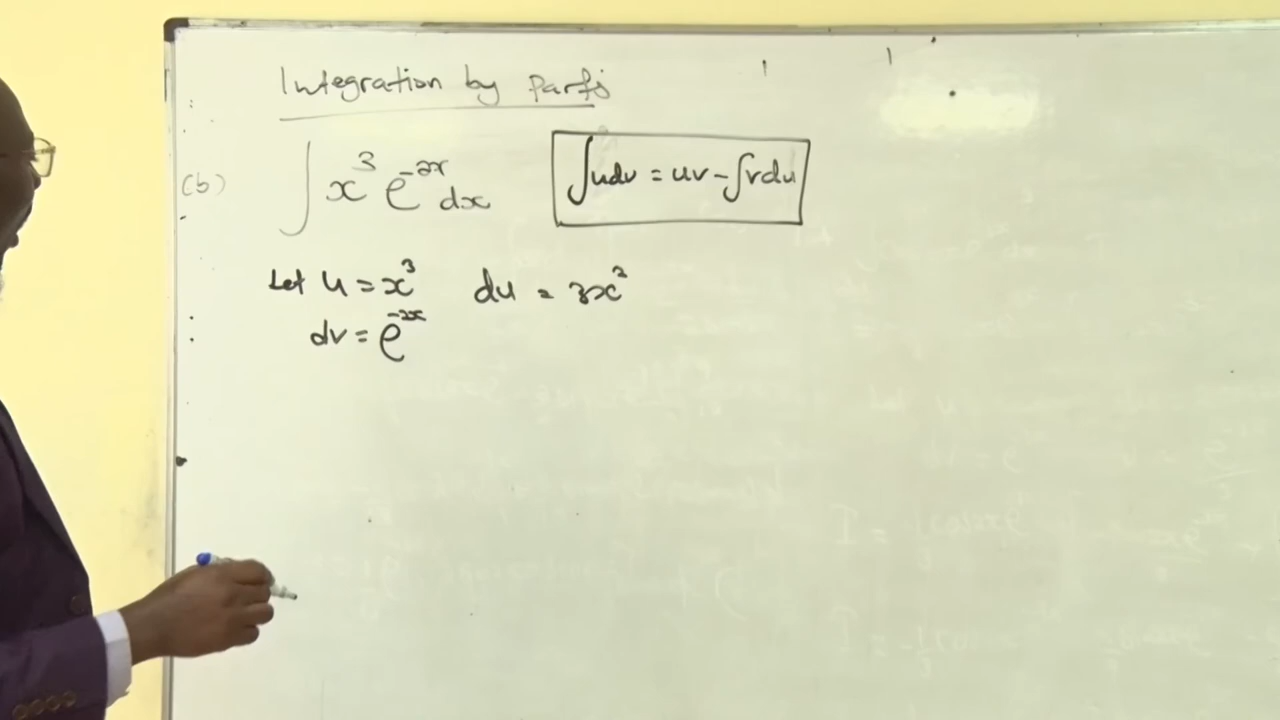 Integration by parts
(b) ∫ x³ e⁻²ˣ dx ∫udv = uv - ∫vdu
Let u = x³ du = 3x²
dv = e⁻²ˣ